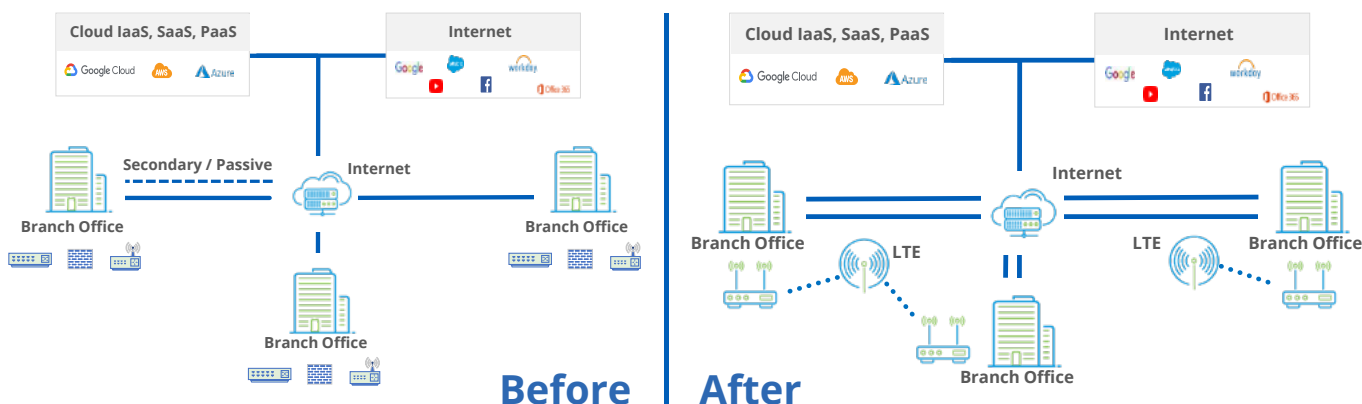 Cloud IaaS, SaaS, PaaS
Google Cloud
AWS
Azure
Internet
Google
workday
Office 365
Secondary / Passive
Internet
Branch Office
Branch Office
Branch Office
Before
Cloud IaaS, SaaS, PaaS
Google Cloud
AWS
Azure
Internet
Google
workday
Office 365
Internet
Branch Office
LTE
LTE
Branch Office
Branch Office
After